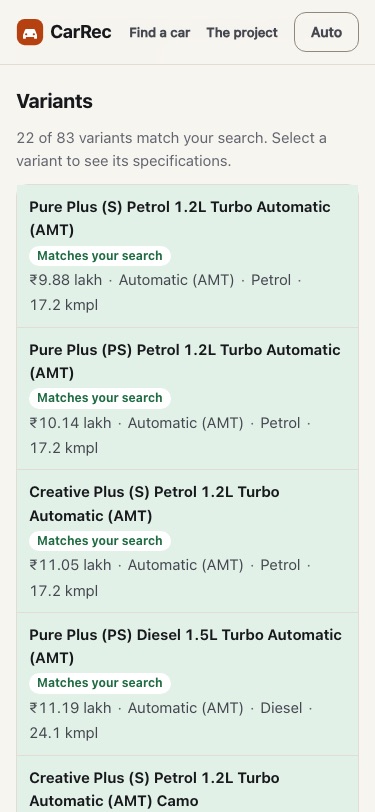 CarRec Find a car The project Auto
Variants
22 of 83 variants match your search. Select a
variant to see its specifications.
Pure Plus (S) Petrol 1.2L Turbo Automatic
(AMT)
Matches your search
₹9.88 lakh · Automatic (AMT) · Petrol ·
17.2 kmpl
Pure Plus (PS) Petrol 1.2L Turbo Automatic
(AMT)
Matches your search
₹10.14 lakh · Automatic (AMT) · Petrol ·
17.2 kmpl
Creative Plus (S) Petrol 1.2L Turbo
Automatic (AMT)
Matches your search
₹11.05 lakh · Automatic (AMT) · Petrol ·
17.2 kmpl
Pure Plus (PS) Diesel 1.5L Turbo Automatic
(AMT)
Matches your search
₹11.19 lakh · Automatic (AMT) · Diesel ·
24.1 kmpl
Creative Plus (S) Petrol 1.2L Turbo
Automatic (AMT) Camo